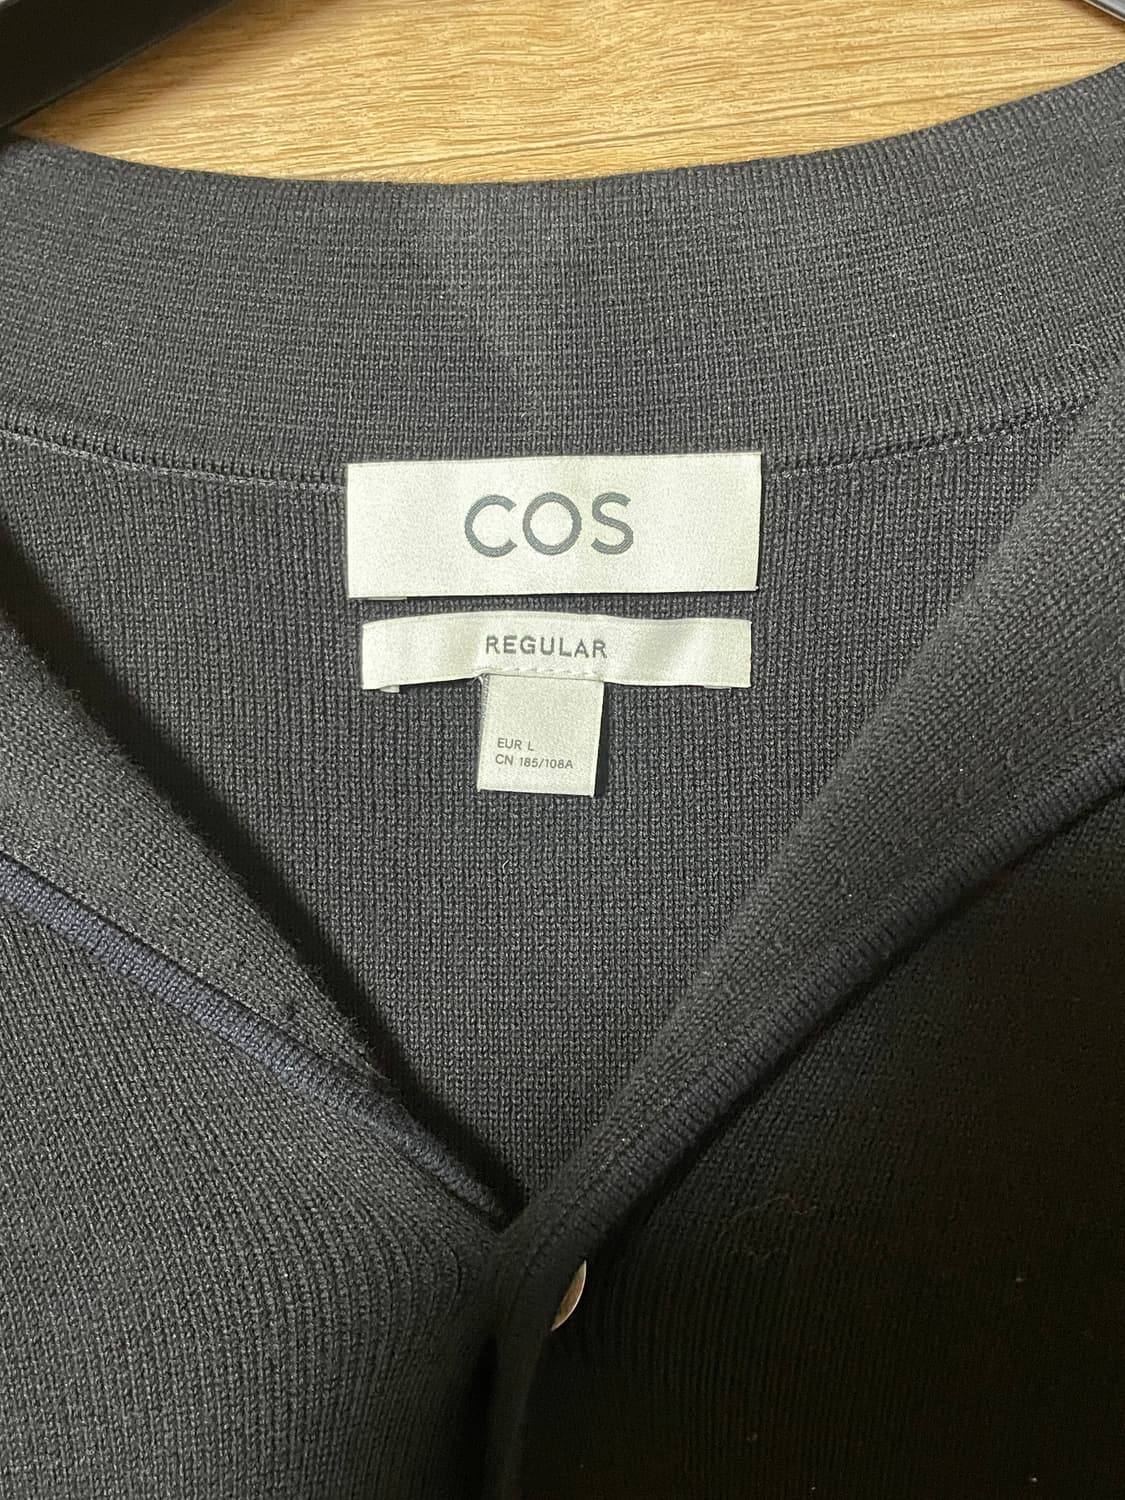 COS
REGULAR
EUR L
CN 185/108A